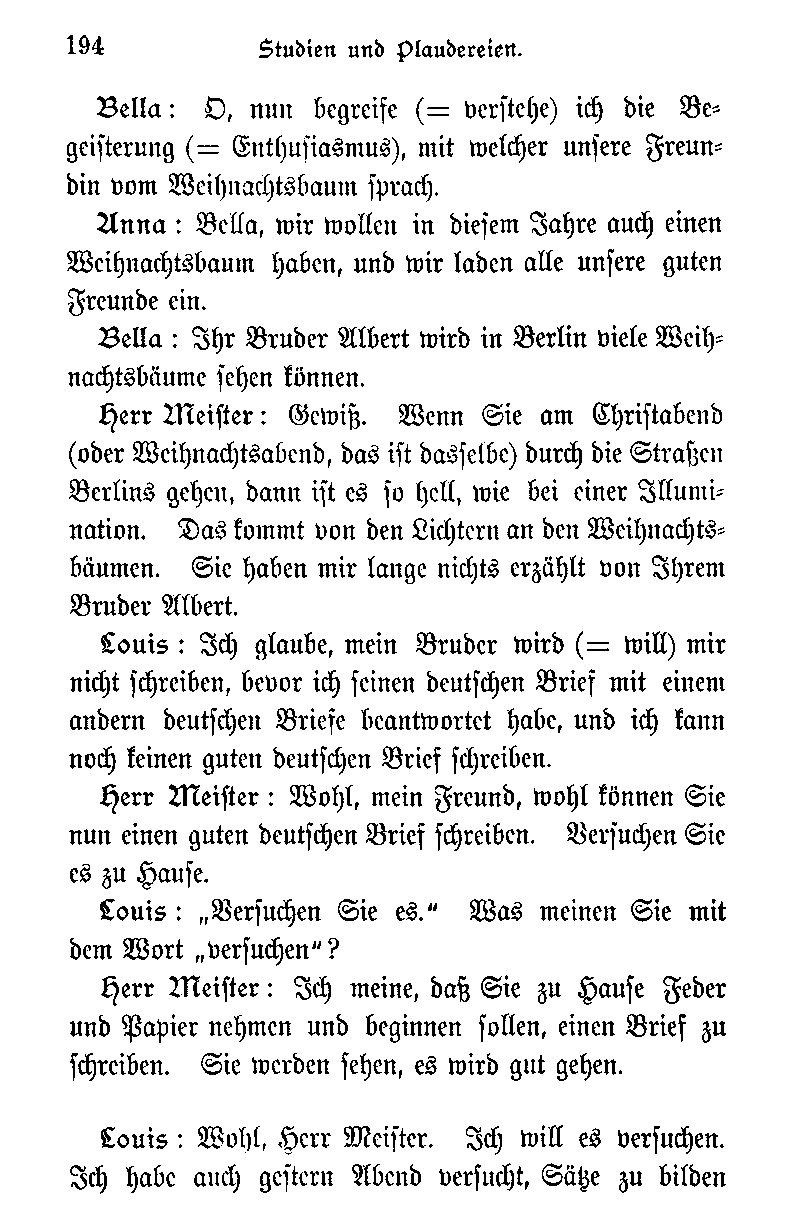 194
Studien und Plaudereien.
Bella: O, nun begreife (= verstehe) ich die Be-
geisterung (= Enthusiasmus), mit welcher unsere Freun-
din vom Weihnachtsbaum sprach.
Anna: Bella, wir wollen in diesem Jahre auch einen
Weihnachtsbaum haben, und wir laden alle unsere guten
Freunde ein.
Bella: Ihr Bruder Albert wird in Berlin viele Weih-
nachtsbäume sehen können.
Herr Meister: Gewiß. Wenn Sie am Christabend
(oder Weihnachtsabend, das ist dasselbe) durch die Straßen
Berlins gehen, dann ist es so hell, wie bei einer Illumi-
nation. Das kommt von den Lichtern an den Weihnachts-
bäumen. Sie haben mir lange nichts erzählt von Ihrem
Bruder Albert.
Louis: Ich glaube, mein Bruder wird (= will) mir
nicht schreiben, bevor ich seinen deutschen Brief mit einem
andern deutschen Briefe beantwortet habe, und ich kann
noch keinen guten deutschen Brief schreiben.
Herr Meister: Wohl, mein Freund, wohl können Sie
nun einen guten deutschen Brief schreiben. Versuchen Sie
es zu Hause.
Louis: „Versuchen Sie es." Was meinen Sie mit
dem Wort „versuchen"?
Herr Meister: Ich meine, daß Sie zu Hause Feder
und Papier nehmen und beginnen sollen, einen Brief zu
schreiben. Sie werden sehen, es wird gut gehen.
Louis: Wohl, Herr Meister. Ich will es versuchen.
Ich habe auch gestern Abend versucht, Sätze zu bilden